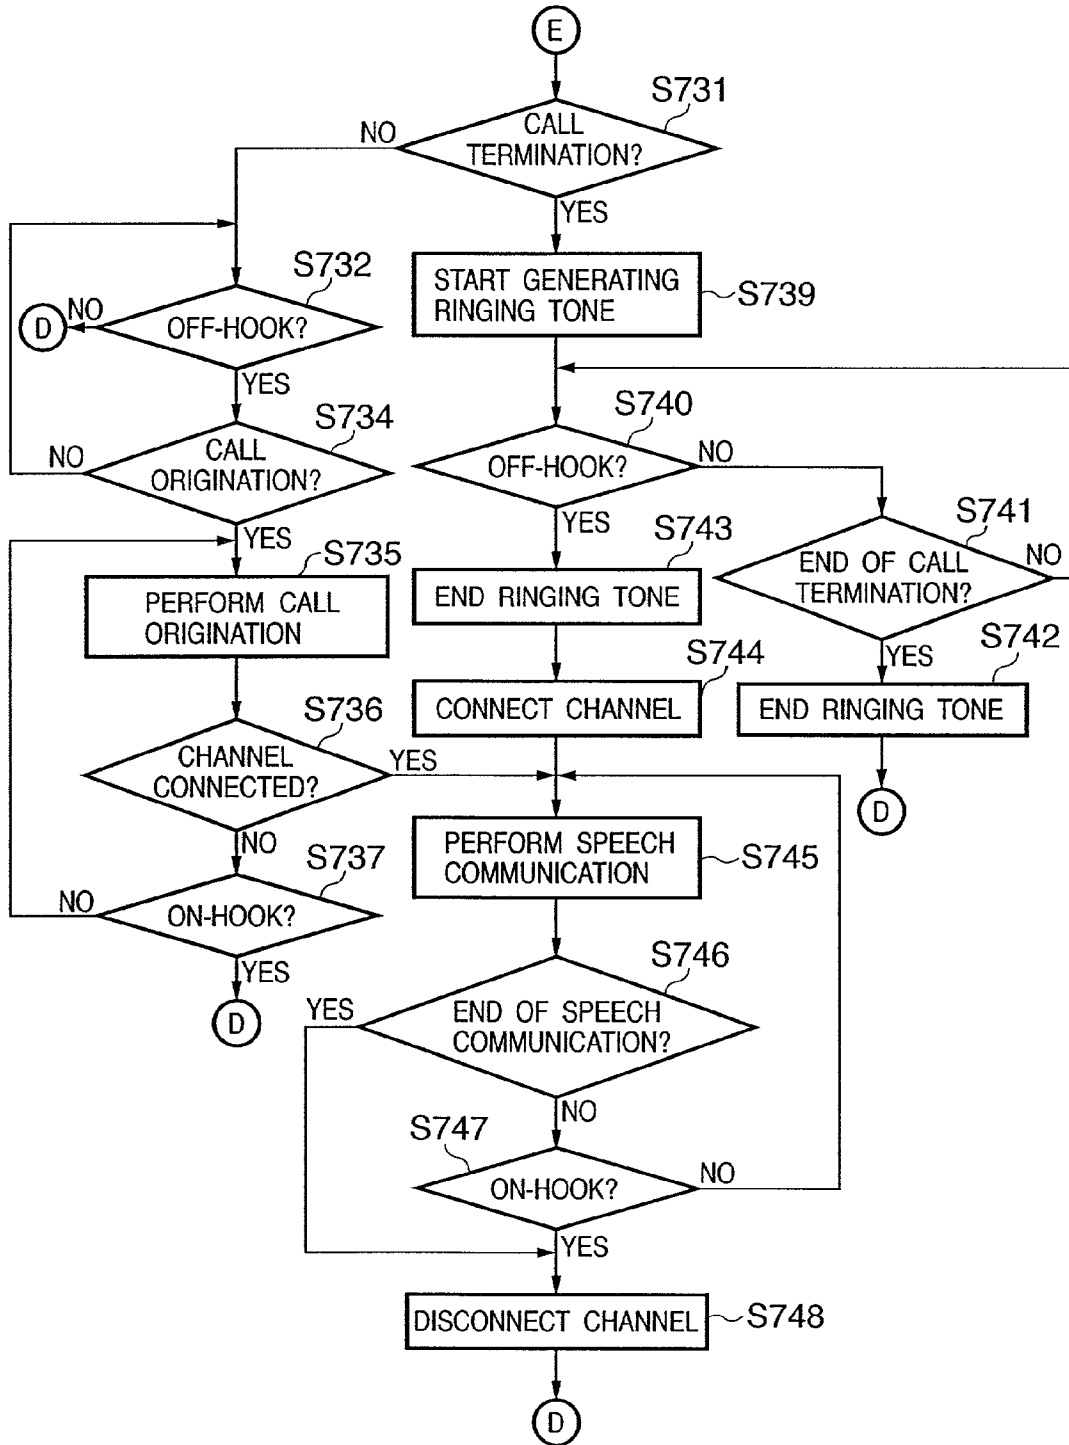 E
S731
NO
CALL
TERMINATION?
YES
S732
START GENERATING
RINGING TONE
S739
D
NO
OFF-HOOK?
YES
S734
NO
CALL
ORIGINATION?
YES
S740
OFF-HOOK?
NO
YES
S741
END OF CALL
TERMINATION?
NO
YES
S735
PERFORM CALL
ORIGINATION
S743
END RINGING TONE
S744
CONNECT CHANNEL
S742
END RINGING TONE
D
S736
CHANNEL
CONNECTED?
YES
NO
S737
NO
ON-HOOK?
YES
D
PERFORM SPEECH
COMMUNICATION
S745
S746
YES
END OF SPEECH
COMMUNICATION?
NO
S747
ON-HOOK?
NO
YES
DISCONNECT CHANNEL
S748
D